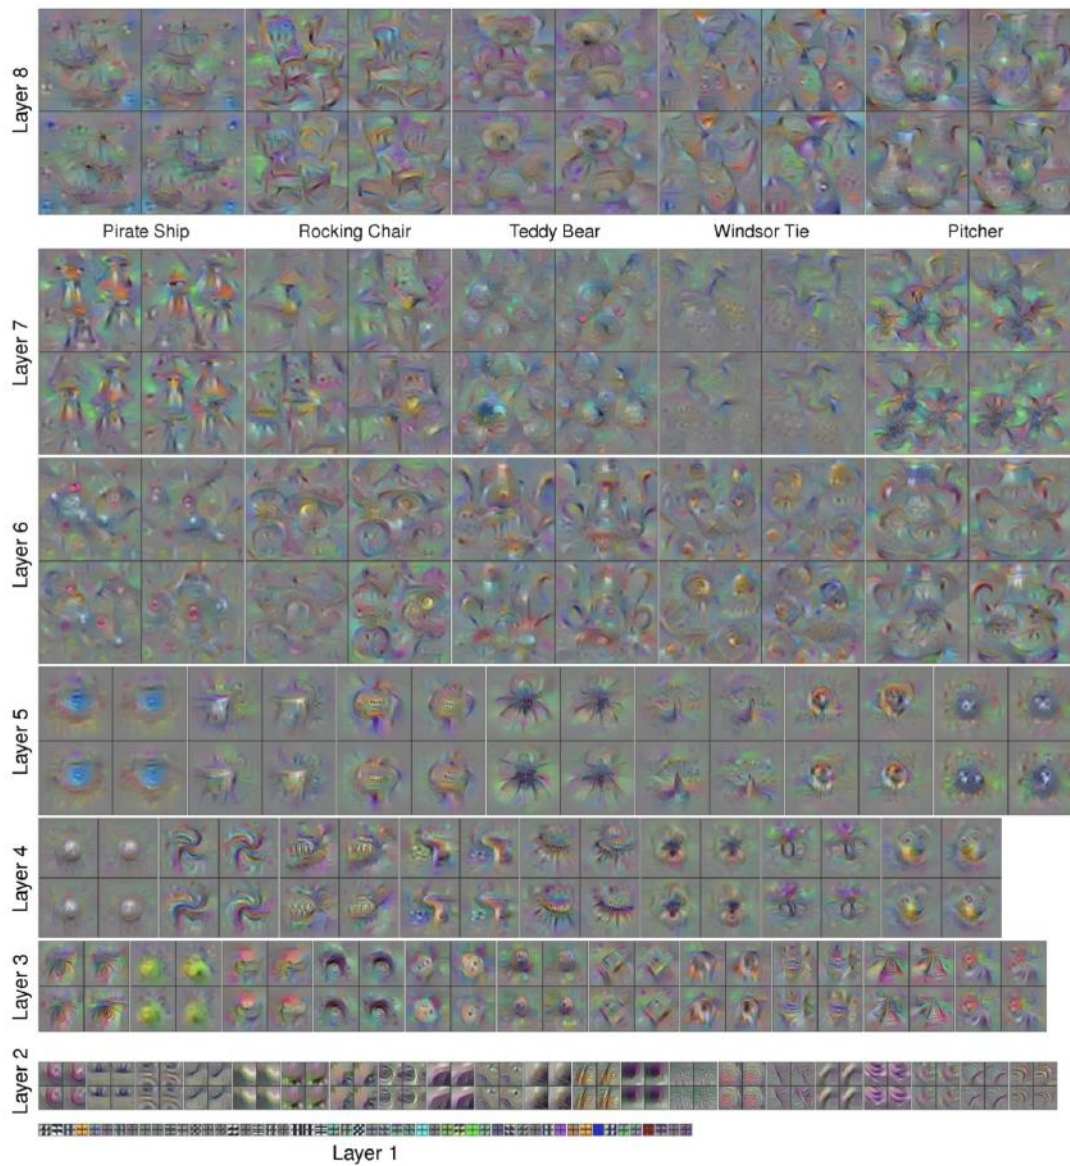 Layer 8
Pirate Ship
Rocking Chair
Teddy Bear
Windsor Tie
Pitcher
Layer 7
Layer 6
Layer 5
Layer 4
Layer 3
Layer 2
Layer 1